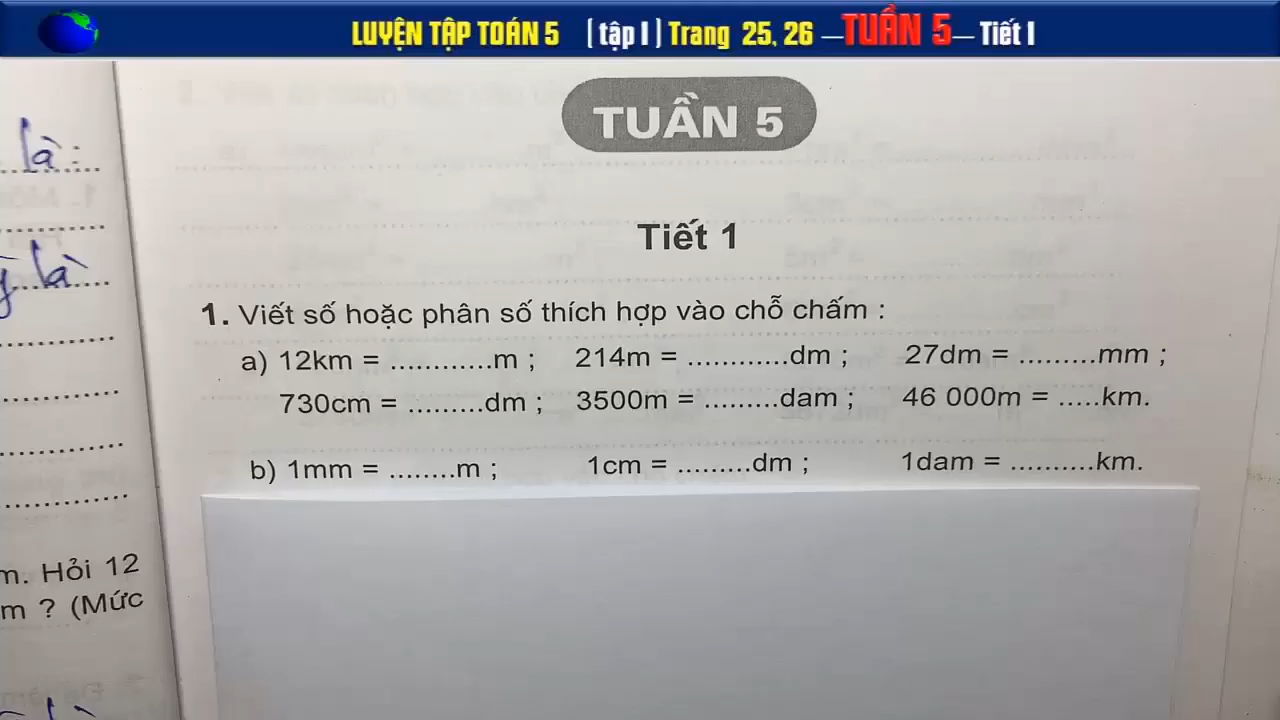 LUYỆN TẬP TOÁN 5 ( tập 1 ) Trang 25, 26 – TUẦN 5 – Tiết 1
TUẦN 5
Tiết 1
1. Viết số hoặc phân số thích hợp vào chỗ chấm :
a) 12km = ............m ; 214m = ............dm ; 27dm = .........mm ;
730cm = .........dm ; 3500m = .........dam ; 46 000m = .....km.
b) 1mm = ........m ; 1cm = .........dm ; 1dam = ..........km.
là :
là
m. Hỏi 12
m ? (Mức